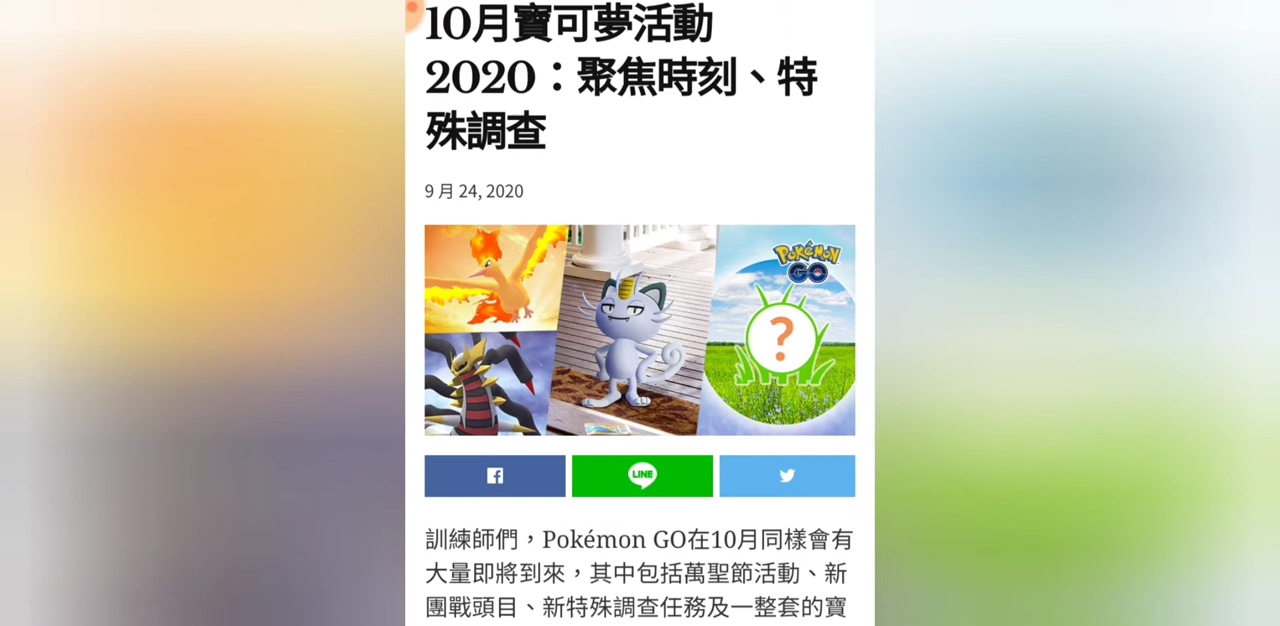 10月寶可夢活動
2020：聚焦時刻、特
殊調查
9 月 24, 2020
POKÉMON
GO
?
LINE
訓練師們，Pokémon GO在10月同樣會有
大量即將到來，其中包括萬聖節活動、新
團戰頭目、新特殊調查任務及一整套的寶